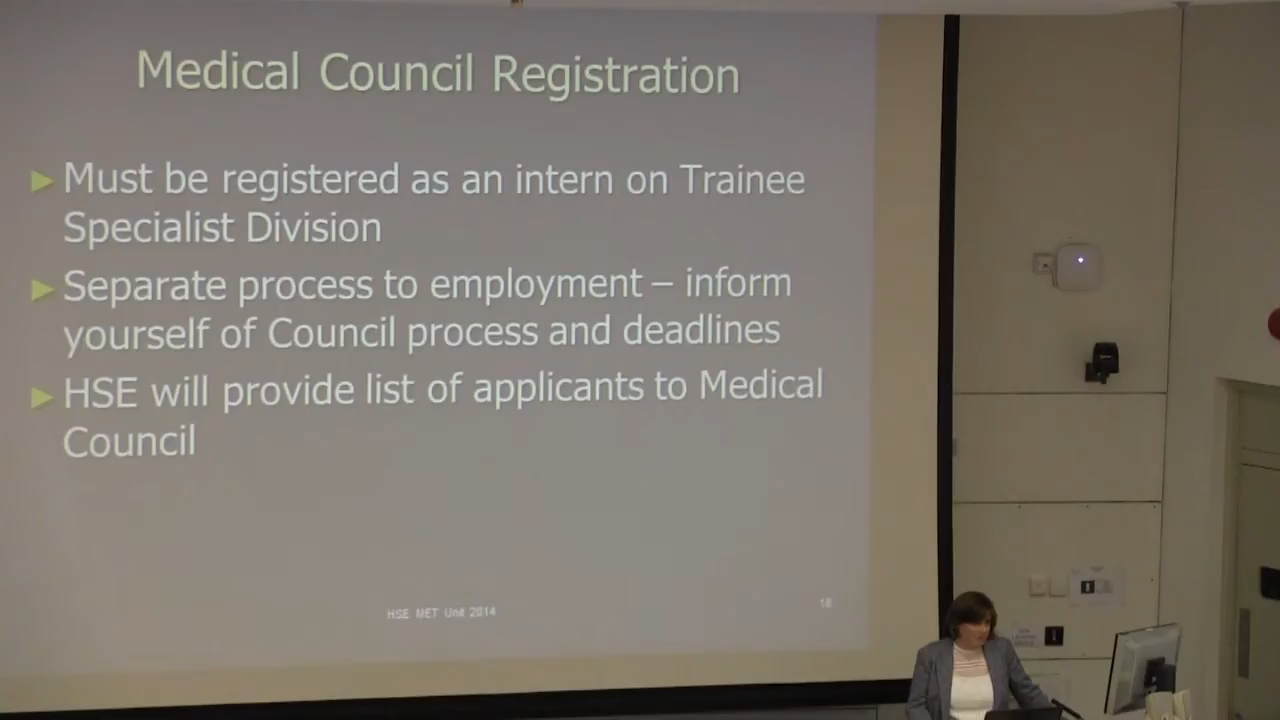 Medical Council Registration
Must be registered as an intern on Trainee
Specialist Division
Separate process to employment – inform
yourself of Council process and deadlines
HSE will provide list of applicants to Medical
Council
HSE MET Unit 2014
18